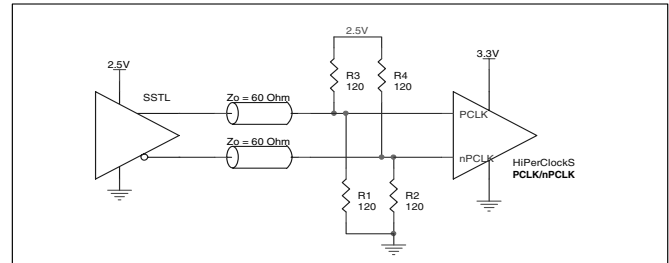 2.5V
2.5V
3.3V
SSTL
R3
120
R4
120
Zo = 60 Ohm
PCLK
Zo = 60 Ohm
nPCLK
HiPerClockS
PCLK/nPCLK
R1
120
R2
120